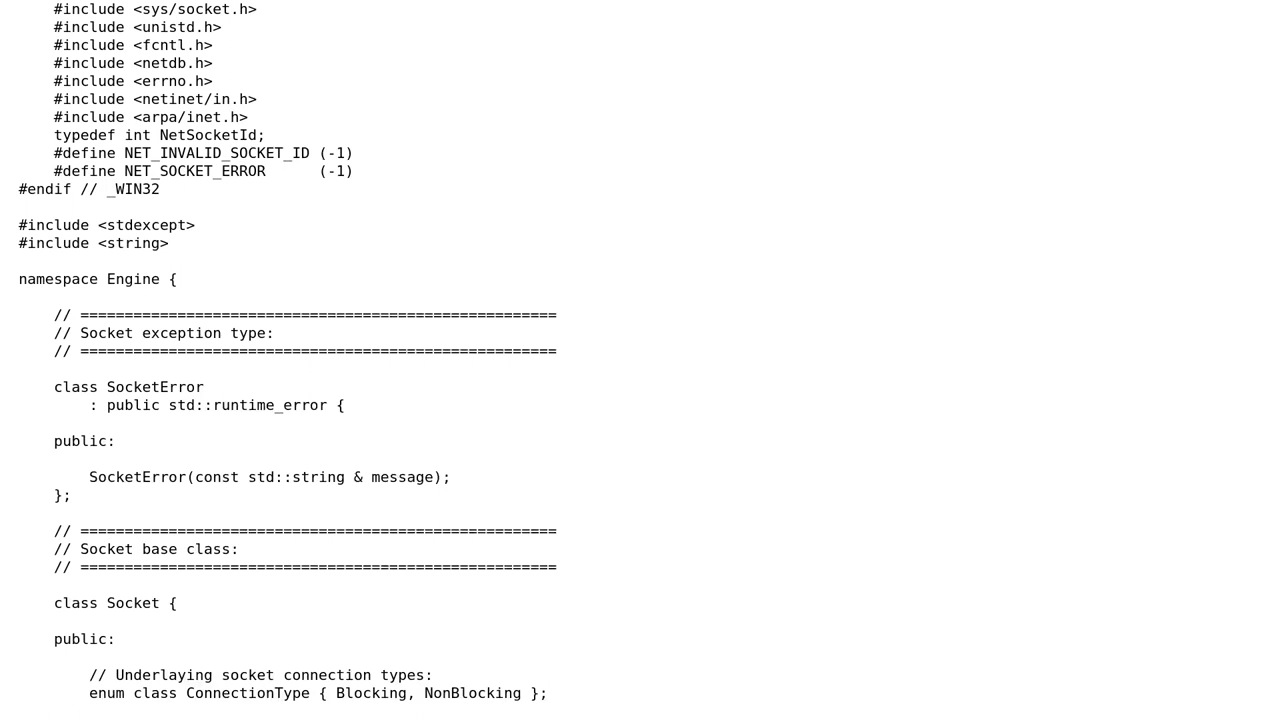 #include <sys/socket.h>
    #include <unistd.h>
    #include <fcntl.h>
    #include <netdb.h>
    #include <errno.h>
    #include <netinet/in.h>
    #include <arpa/inet.h>
    typedef int NetSocketId;
    #define NET_INVALID_SOCKET_ID (-1)
    #define NET_SOCKET_ERROR      (-1)
#endif // _WIN32

#include <stdexcept>
#include <string>

namespace Engine {

    // ======================================================
    // Socket exception type:
    // ======================================================

    class SocketError
        : public std::runtime_error {

    public:

        SocketError(const std::string & message);
    };

    // ======================================================
    // Socket base class:
    // ======================================================

    class Socket {

    public:

        // Underlaying socket connection types:
        enum class ConnectionType { Blocking, NonBlocking };